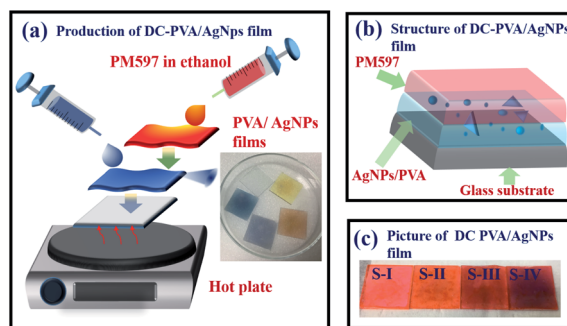 (a) Production of DC-PVA/AgNps film
PM597 in ethanol
PVA/ AgNPs
films
Hot plate
(b) Structure of DC-PVA/AgNPs
film
PM597
AgNPs/PVA
Glass substrate
(c) Picture of DC PVA/AgNPs
film
S-I S-II S-III S-IV